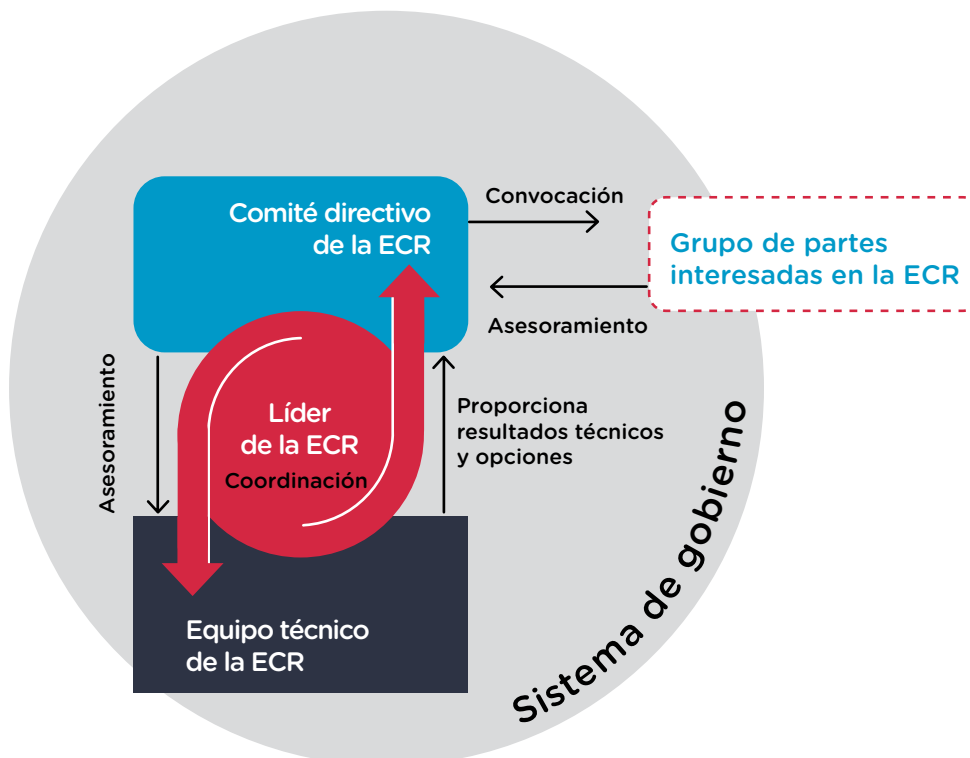 Comité directivo
de la ECR
Convocación
Grupo de partes
interesadas en la ECR
Asesoramiento
Asesoramiento
Líder
de la ECR
Coordinación
Proporciona
resultados técnicos
y opciones
Equipo técnico
de la ECR
Sistema de gobierno